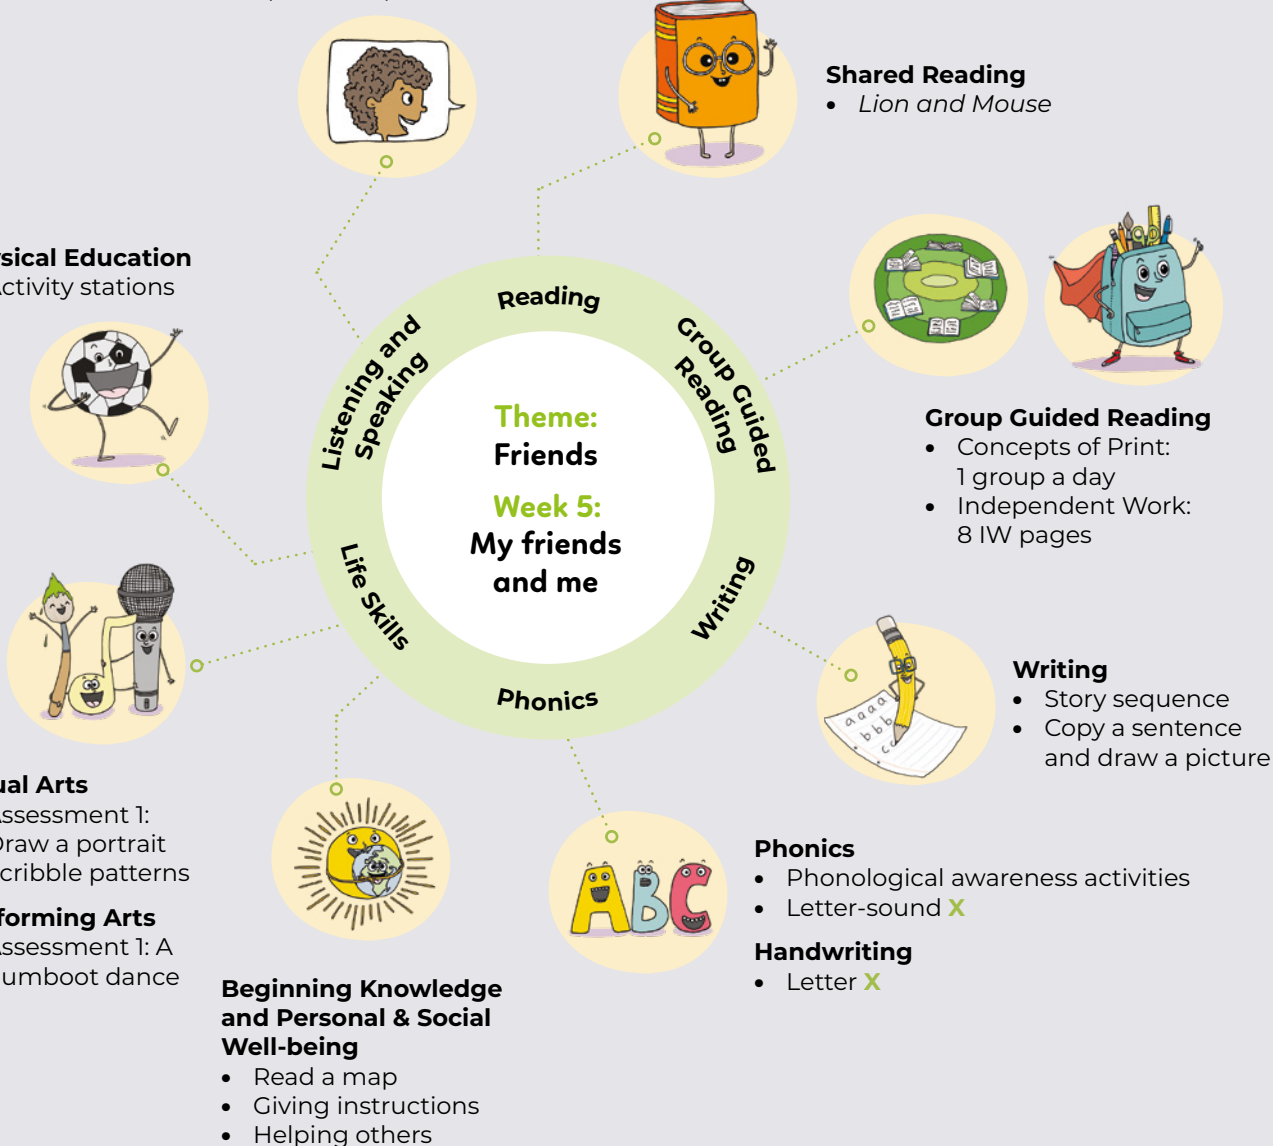 Shared Reading
• Lion and Mouse
sical Education
ctivity stations
Reading
Listening and
Speaking
Group Guided
Reading
Theme:
Friends
Week 5:
My friends
and me
Group Guided Reading
• Concepts of Print:
1 group a day
• Independent Work:
8 IW pages
Life Skills
Writing
Phonics
a a a a
b b b
c c
Writing
• Story sequence
• Copy a sentence
and draw a picture
ual Arts
ssessment 1:
raw a portrait
cribble patterns
forming Arts
ssessment 1: A
umboot dance
ABC
Phonics
• Phonological awareness activities
• Letter-sound X
Handwriting
• Letter X
Beginning Knowledge
and Personal & Social
Well-being
• Read a map
• Giving instructions
• Helping others